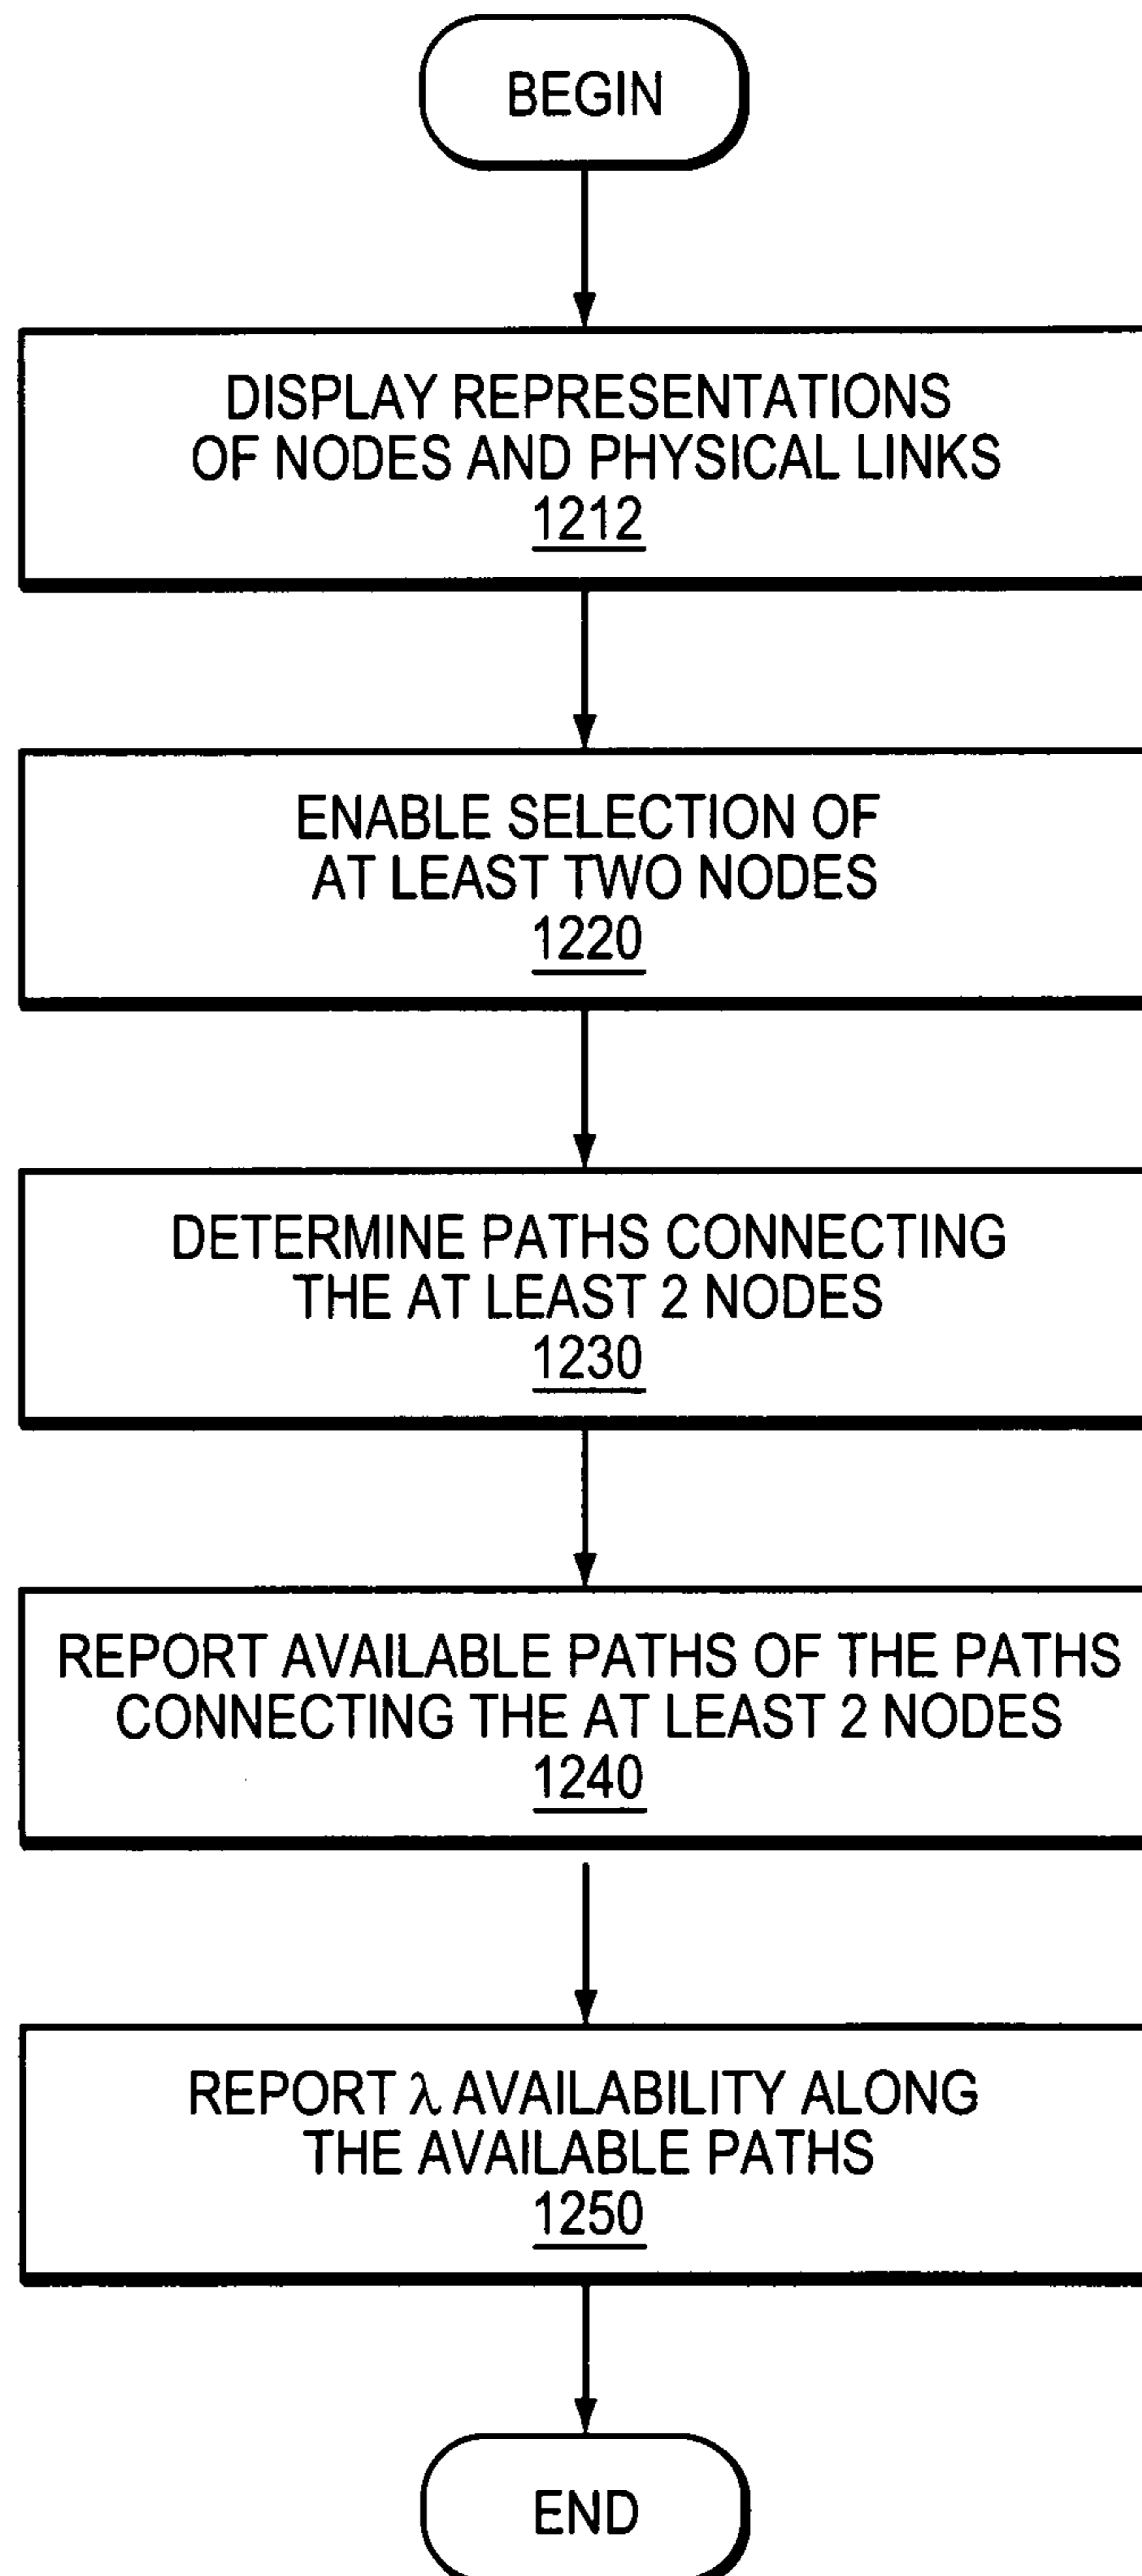 BEGIN
DISPLAY REPRESENTATIONS
OF NODES AND PHYSICAL LINKS
1212
ENABLE SELECTION OF
AT LEAST TWO NODES
1220
DETERMINE PATHS CONNECTING
THE AT LEAST 2 NODES
1230
REPORT AVAILABLE PATHS OF THE PATHS
CONNECTING THE AT LEAST 2 NODES
1240
REPORT λ AVAILABILITY ALONG
THE AVAILABLE PATHS
1250
END